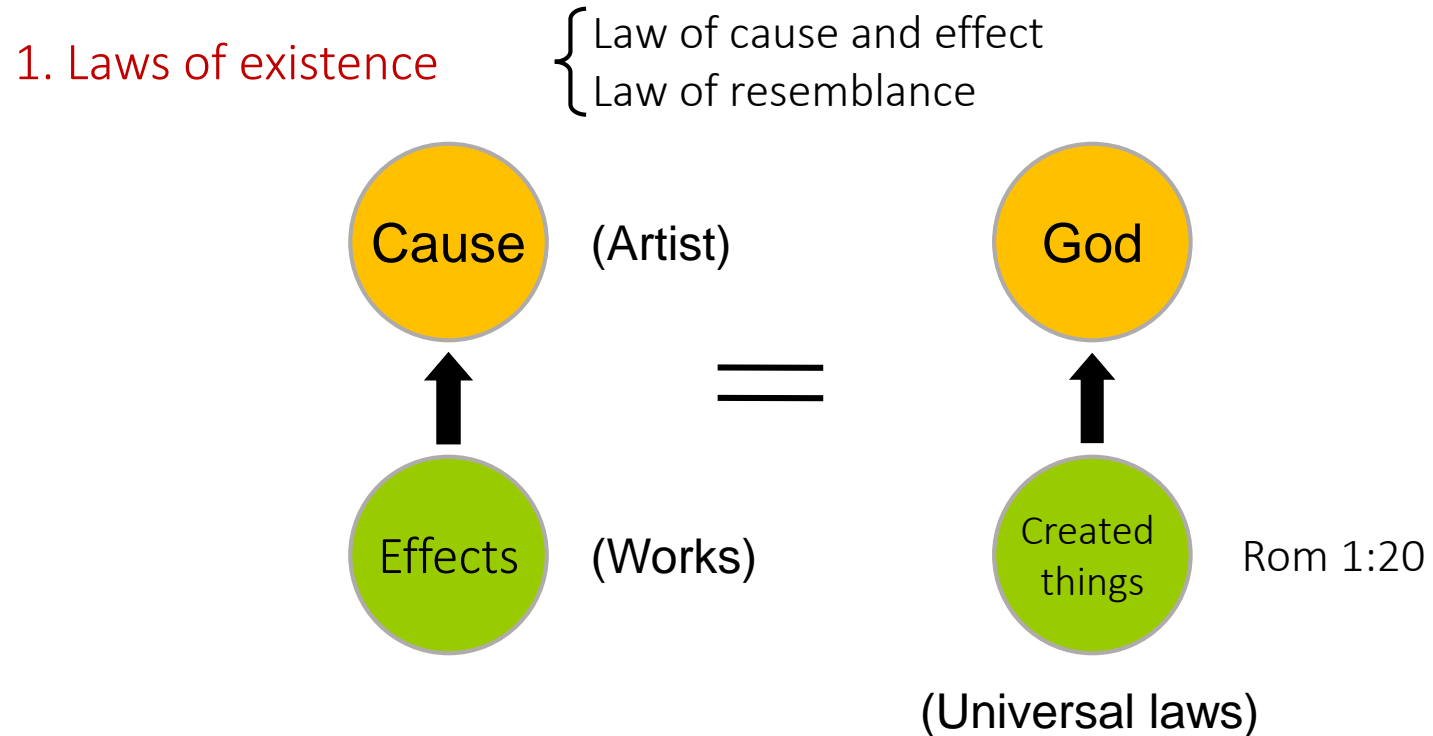 1. Laws of existence
Law of cause and effect
Law of resemblance
Cause
(Artist)
God
Effects
(Works)
Created
things
Rom 1:20
(Universal laws)